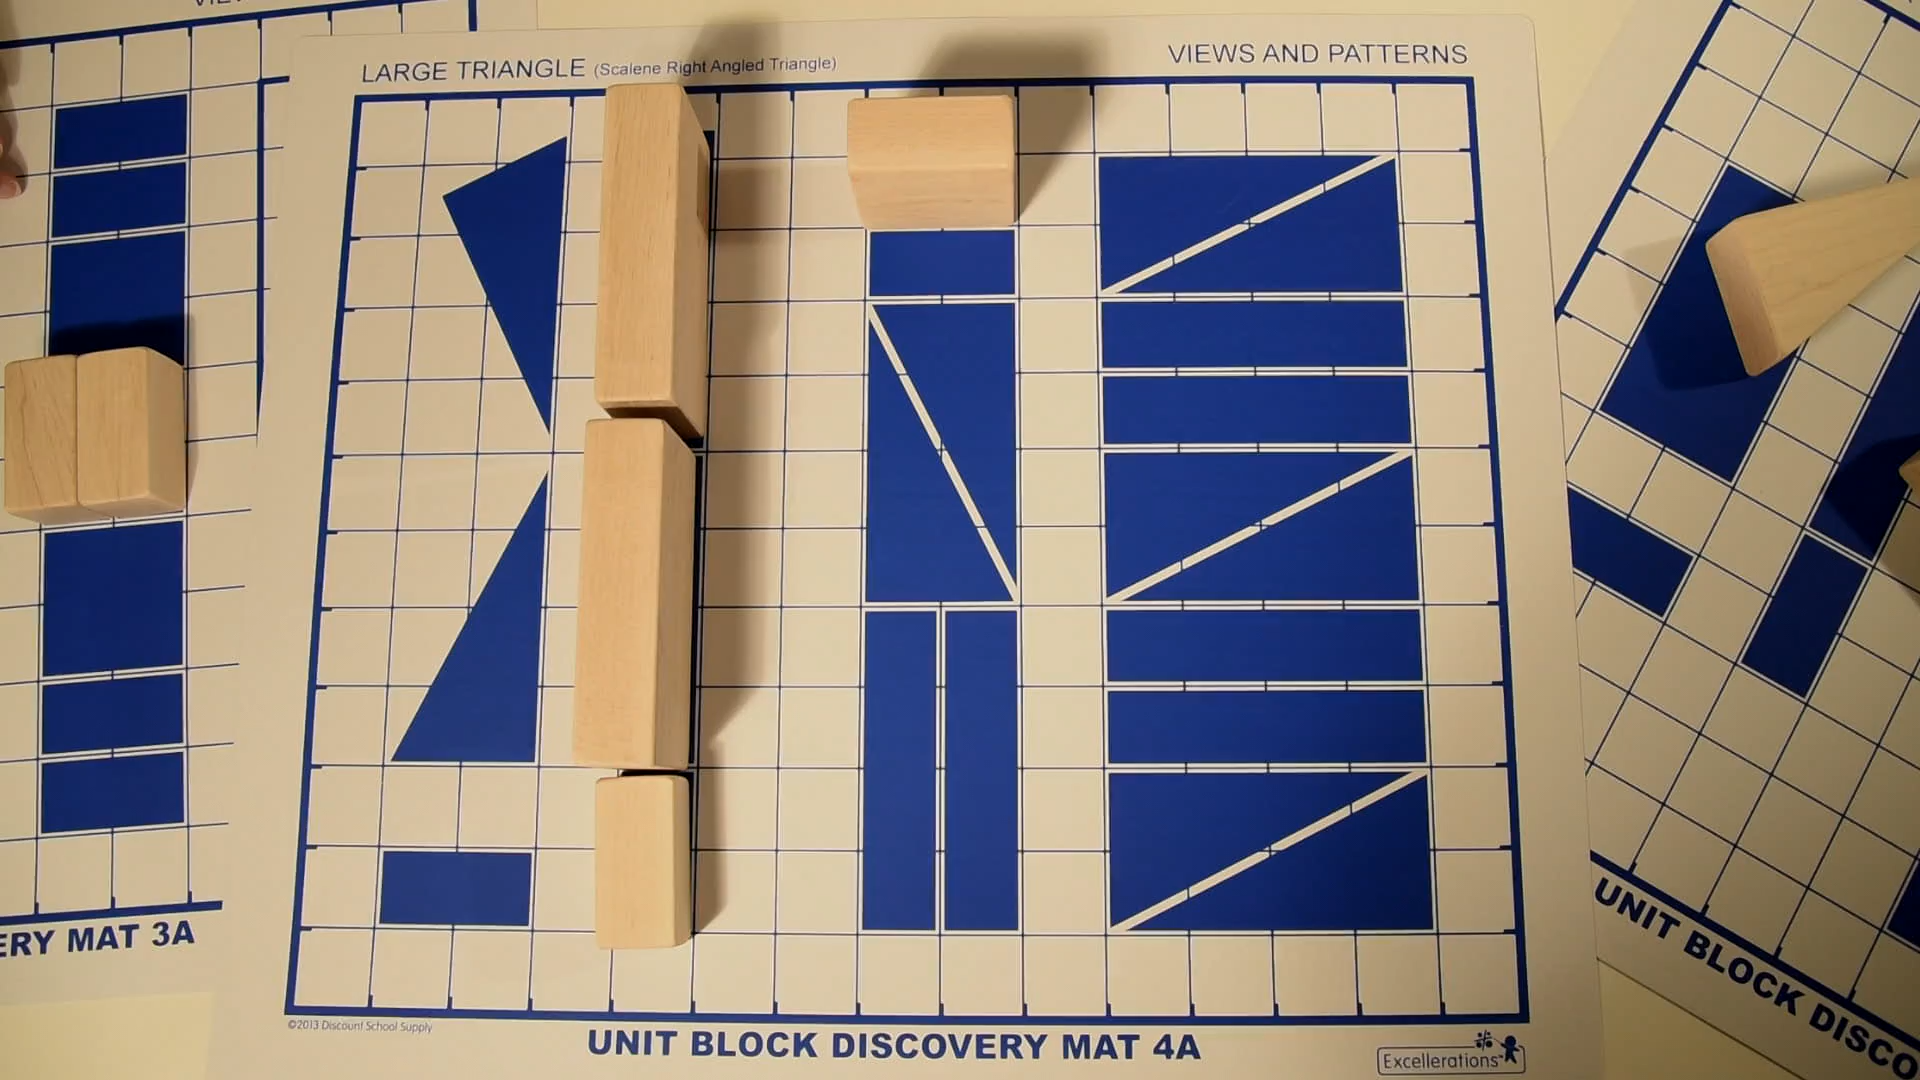 LARGE TRIANGLE (Scalene Right Angled Triangle)
VIEWS AND PATTERNS
ERY MAT 3A
©2013 Discount School Supply
UNIT BLOCK DISCOVERY MAT 4A
Excellerations
UNIT BLOCK DISCO